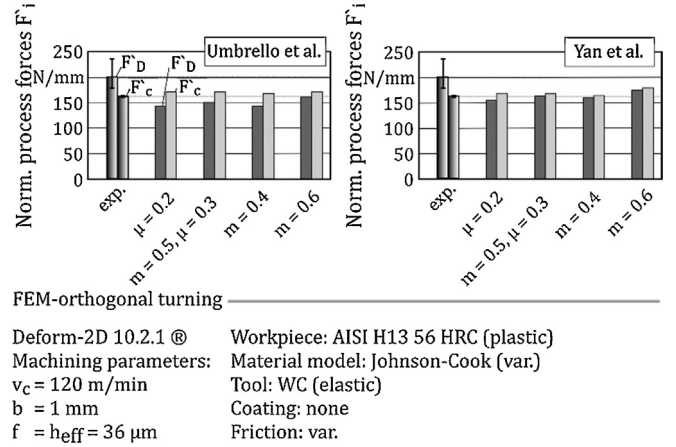 Norm. process forces F`i
250
N/mm
150
100
50
0
F`D
F`C
F`D
F`C
Umbrello et al.
exp.
μ = 0.2
m = 0.5, μ = 0.3
m = 0.4
m = 0.6
Norm. process forces F`i
250
N/mm
150
100
50
0
Yan et al.
exp.
μ = 0.2
m = 0.5, μ = 0.3
m = 0.4
m = 0.6
FEM-orthogonal turning
Deform-2D 10.2.1 ®
Machining parameters:
vc = 120 m/min
b = 1 mm
f = heff = 36 μm
Workpiece: AISI H13 56 HRC (plastic)
Material model: Johnson-Cook (var.)
Tool: WC (elastic)
Coating: none
Friction: var.